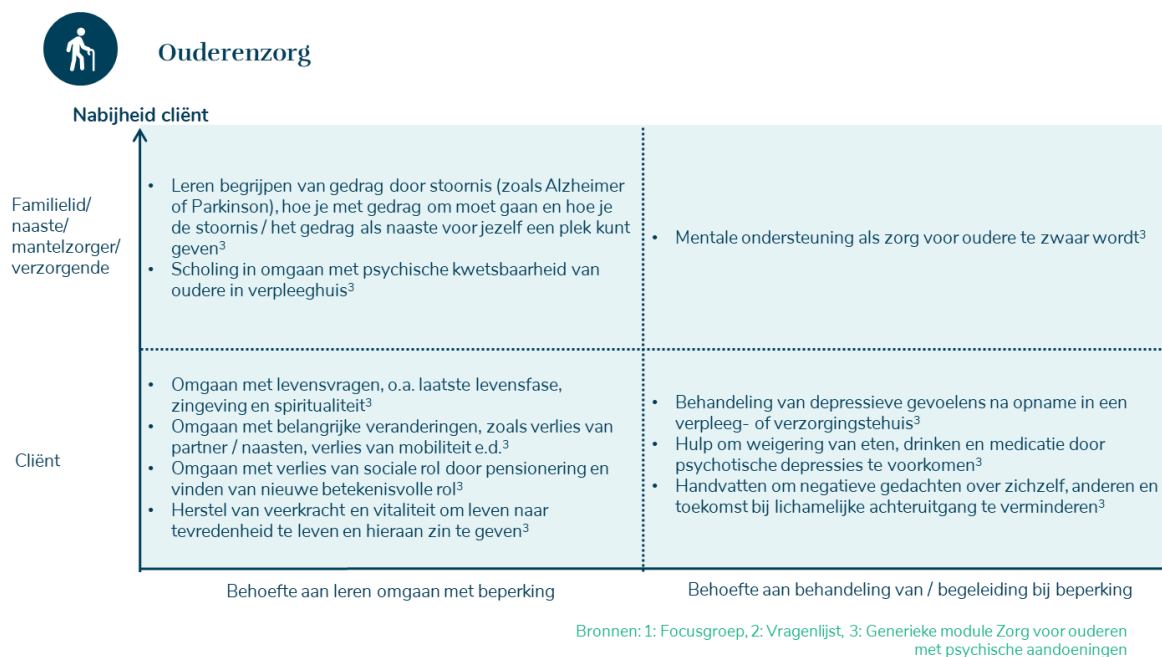 Ouderenzorg
Nabijheid cliënt
Familielid/
naaste/
mantelzorger/
verzorgende
• Leren begrijpen van gedrag door stoornis (zoals Alzheimer
of Parkinson), hoe je met gedrag om moet gaan en hoe je
de stoornis / het gedrag als naaste voor jezelf een plek kunt
geven³
• Scholing in omgaan met psychische kwetsbaarheid van
oudere in verpleeghuis³
• Mentale ondersteuning als zorg voor oudere te zwaar wordt³
Cliënt
• Omgaan met levensvragen, o.a. laatste levensfase,
zingeving en spiritualiteit³
• Omgaan met belangrijke veranderingen, zoals verlies van
partner / naasten, verlies van mobiliteit e.d.³
• Omgaan met verlies van sociale rol door pensionering en
vinden van nieuwe betekenisvolle rol³
• Herstel van veerkracht en vitaliteit om leven naar
tevredenheid te leven en hieraan zin te geven³
• Behandeling van depressieve gevoelens na opname in een
verpleeg- of verzorgingstehuis³
• Hulp om weigering van eten, drinken en medicatie door
psychotische depressies te voorkomen³
• Handvatten om negatieve gedachten over zichzelf, anderen en
toekomst bij lichamelijke achteruitgang te verminderen³
Behoefte aan leren omgaan met beperking
Behoefte aan behandeling van / begeleiding bij beperking
Bronnen: 1: Focusgroep, 2: Vragenlijst, 3: Generieke module Zorg voor ouderen
met psychische aandoeningen